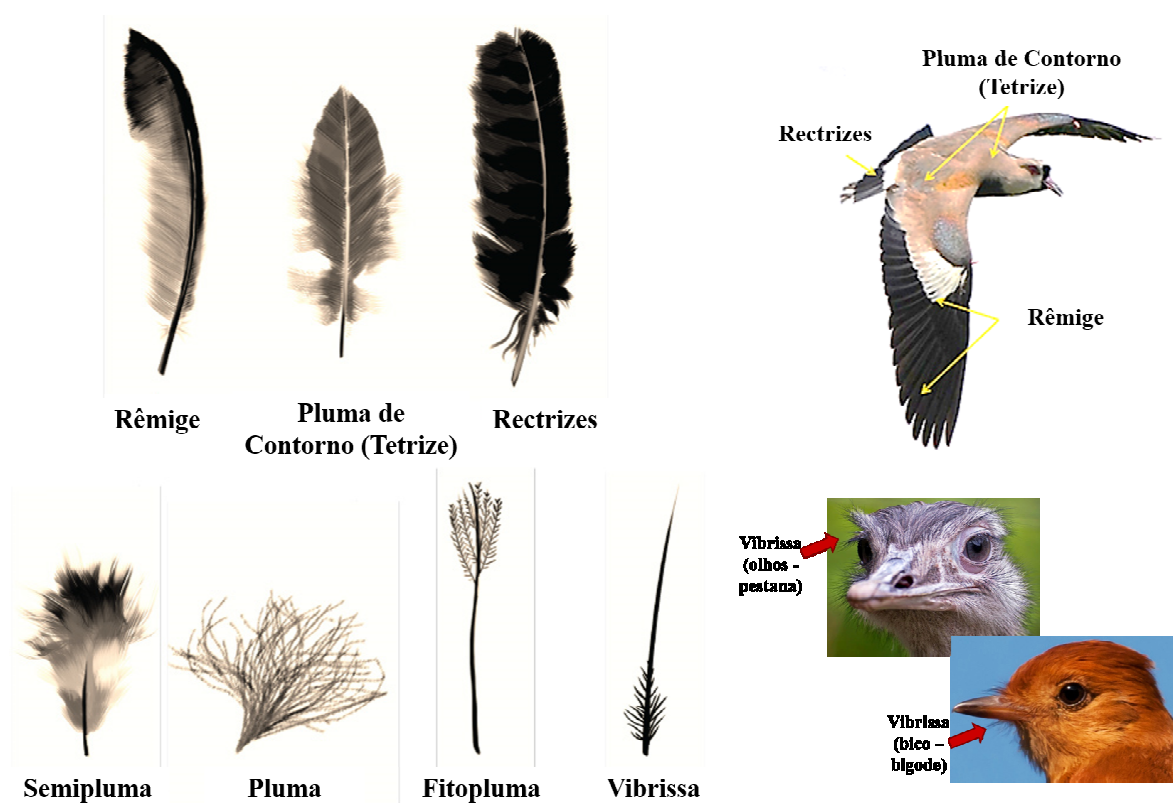 Rêmige
Pluma de
Contorno (Tetrize)
Rectrizes
Pluma de Contorno
(Tetrize)
Rectrizes
Rêmige
Semipluma
Pluma
Fitopluma
Vibrissa
Vibrissa
(olhos -
pestana)
Vibrissa
(bico –
bigode)